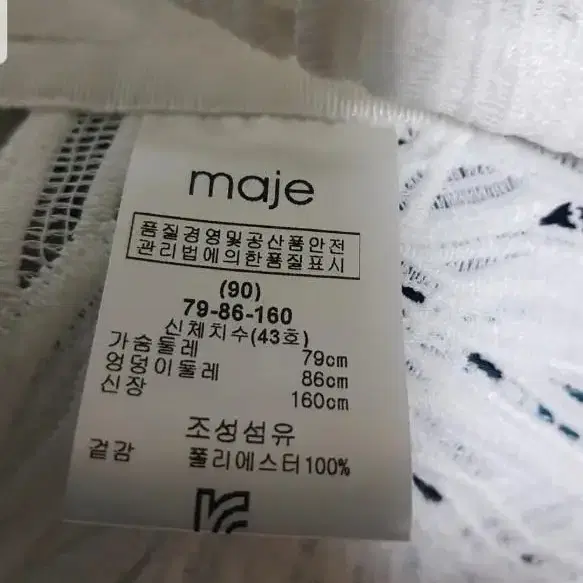 maje
품질경영및공산품안전
관리법에의한품질표시
(90)
79-86-160
신체치수(43호)
가슴둘레 79cm
엉덩이둘레 86cm
신장 160cm
조성섬유
겉감 폴리에스터100%